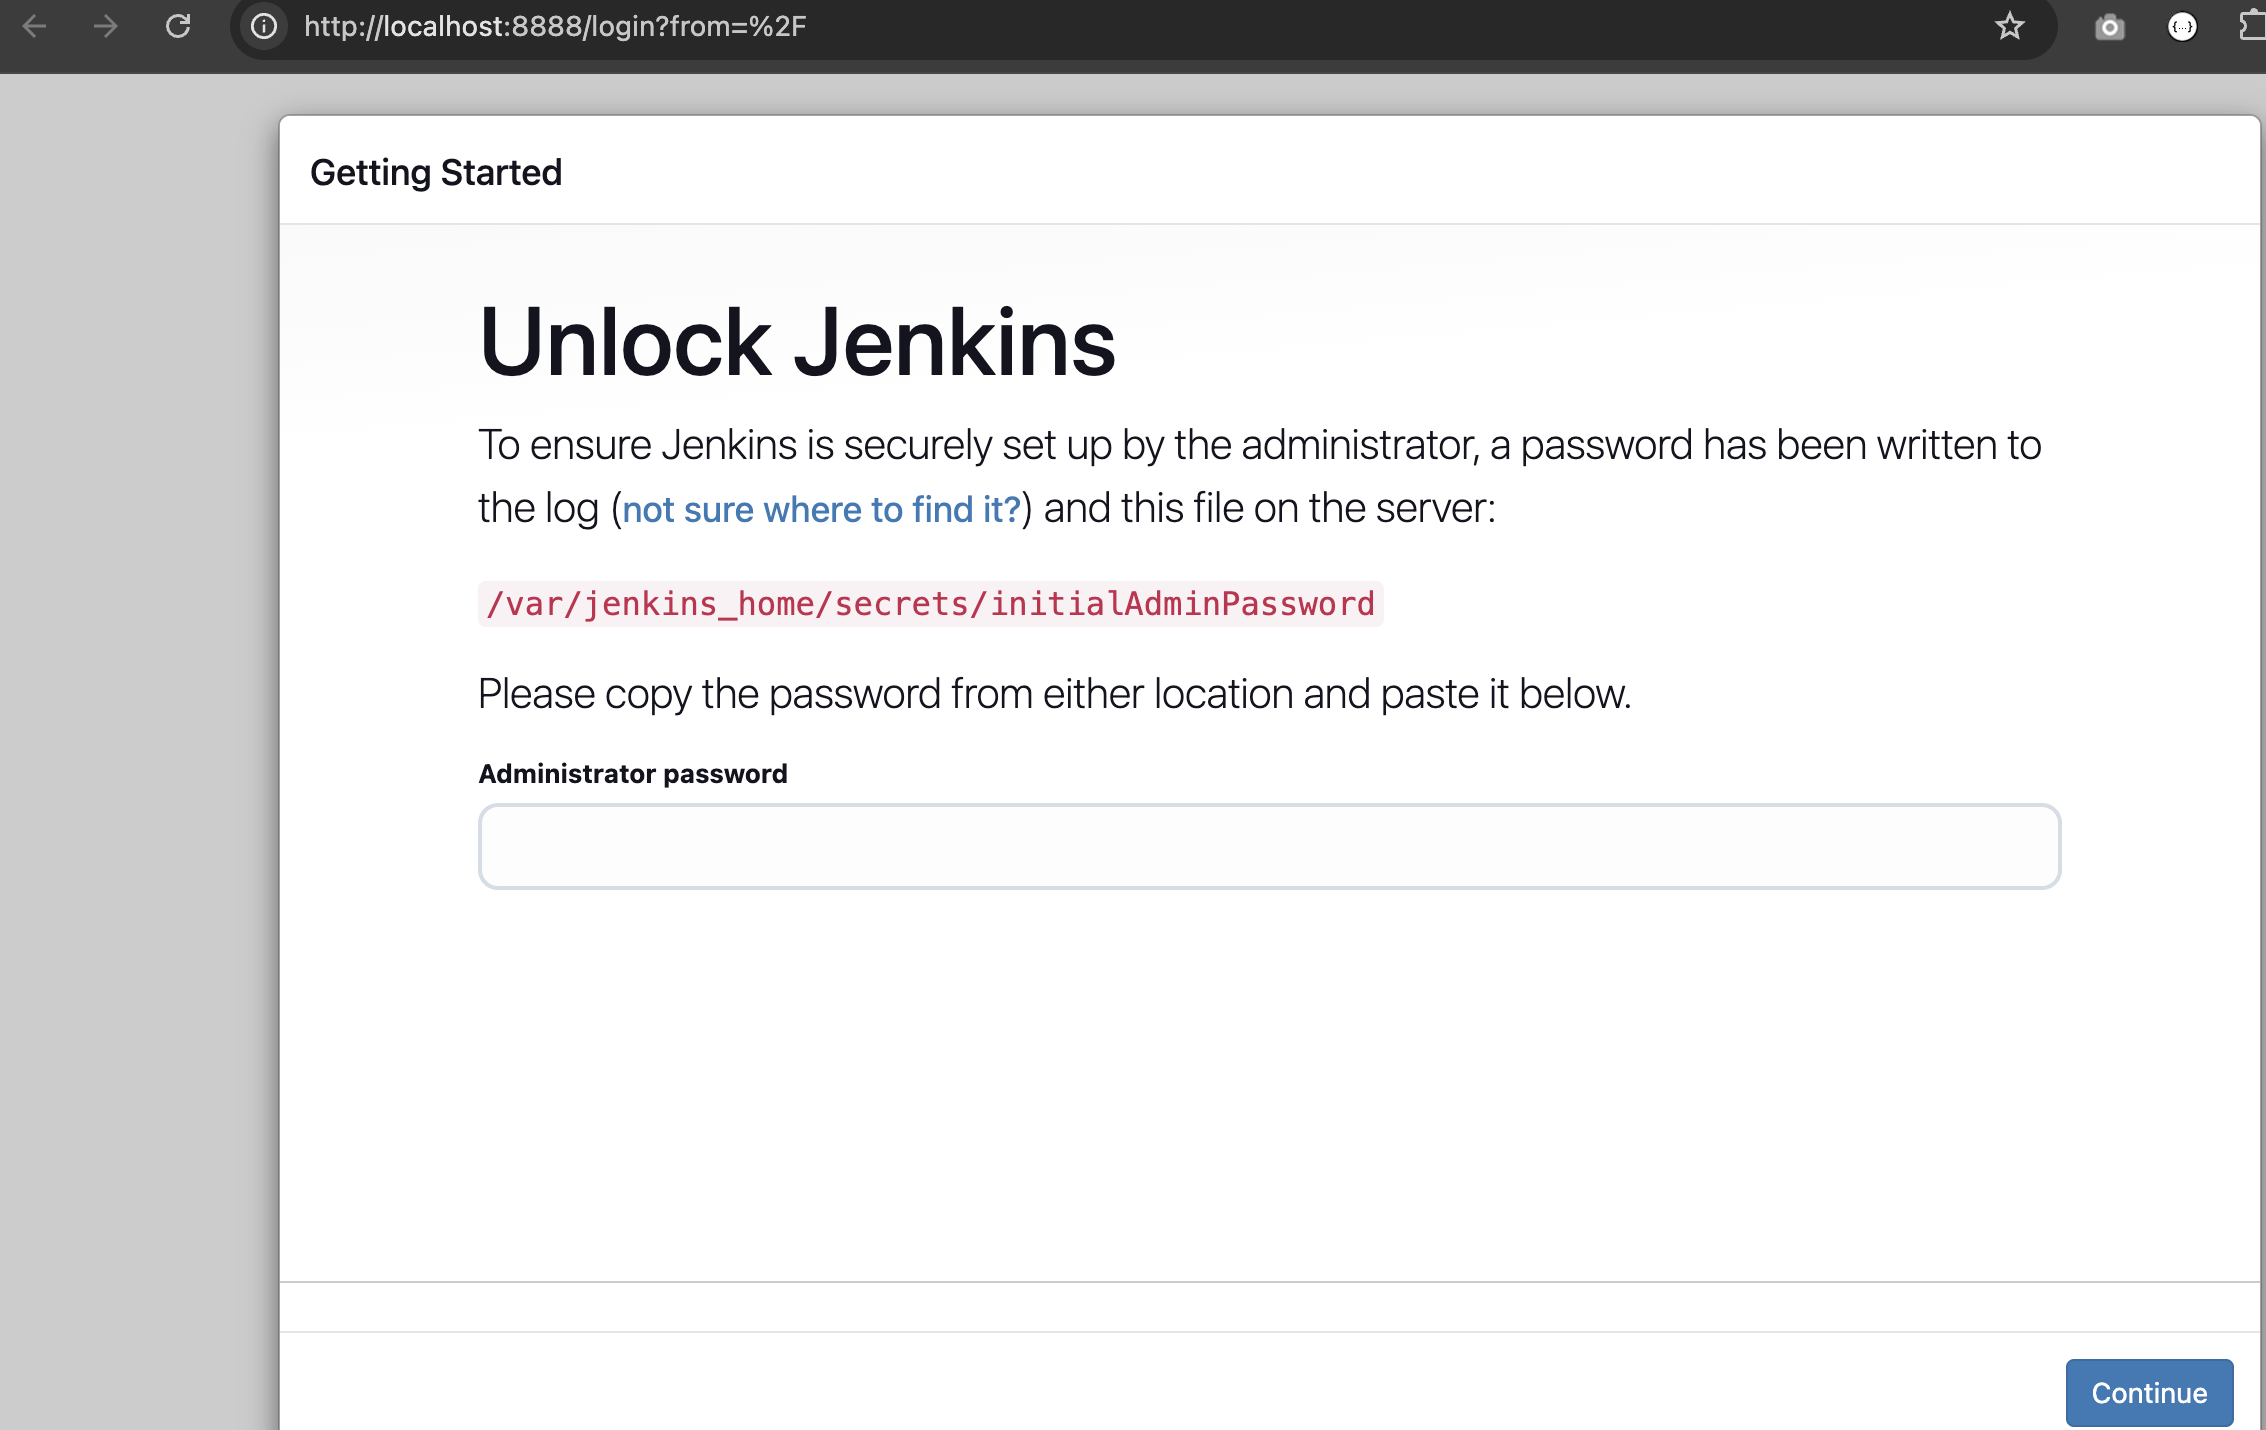 http://localhost:8888/login?from=%2F
{...}
Getting Started
Unlock Jenkins
To ensure Jenkins is securely set up by the administrator, a password has been written to
the log (not sure where to find it?) and this file on the server:
/var/jenkins_home/secrets/initialAdminPassword
Please copy the password from either location and paste it below.
Administrator password
Continue